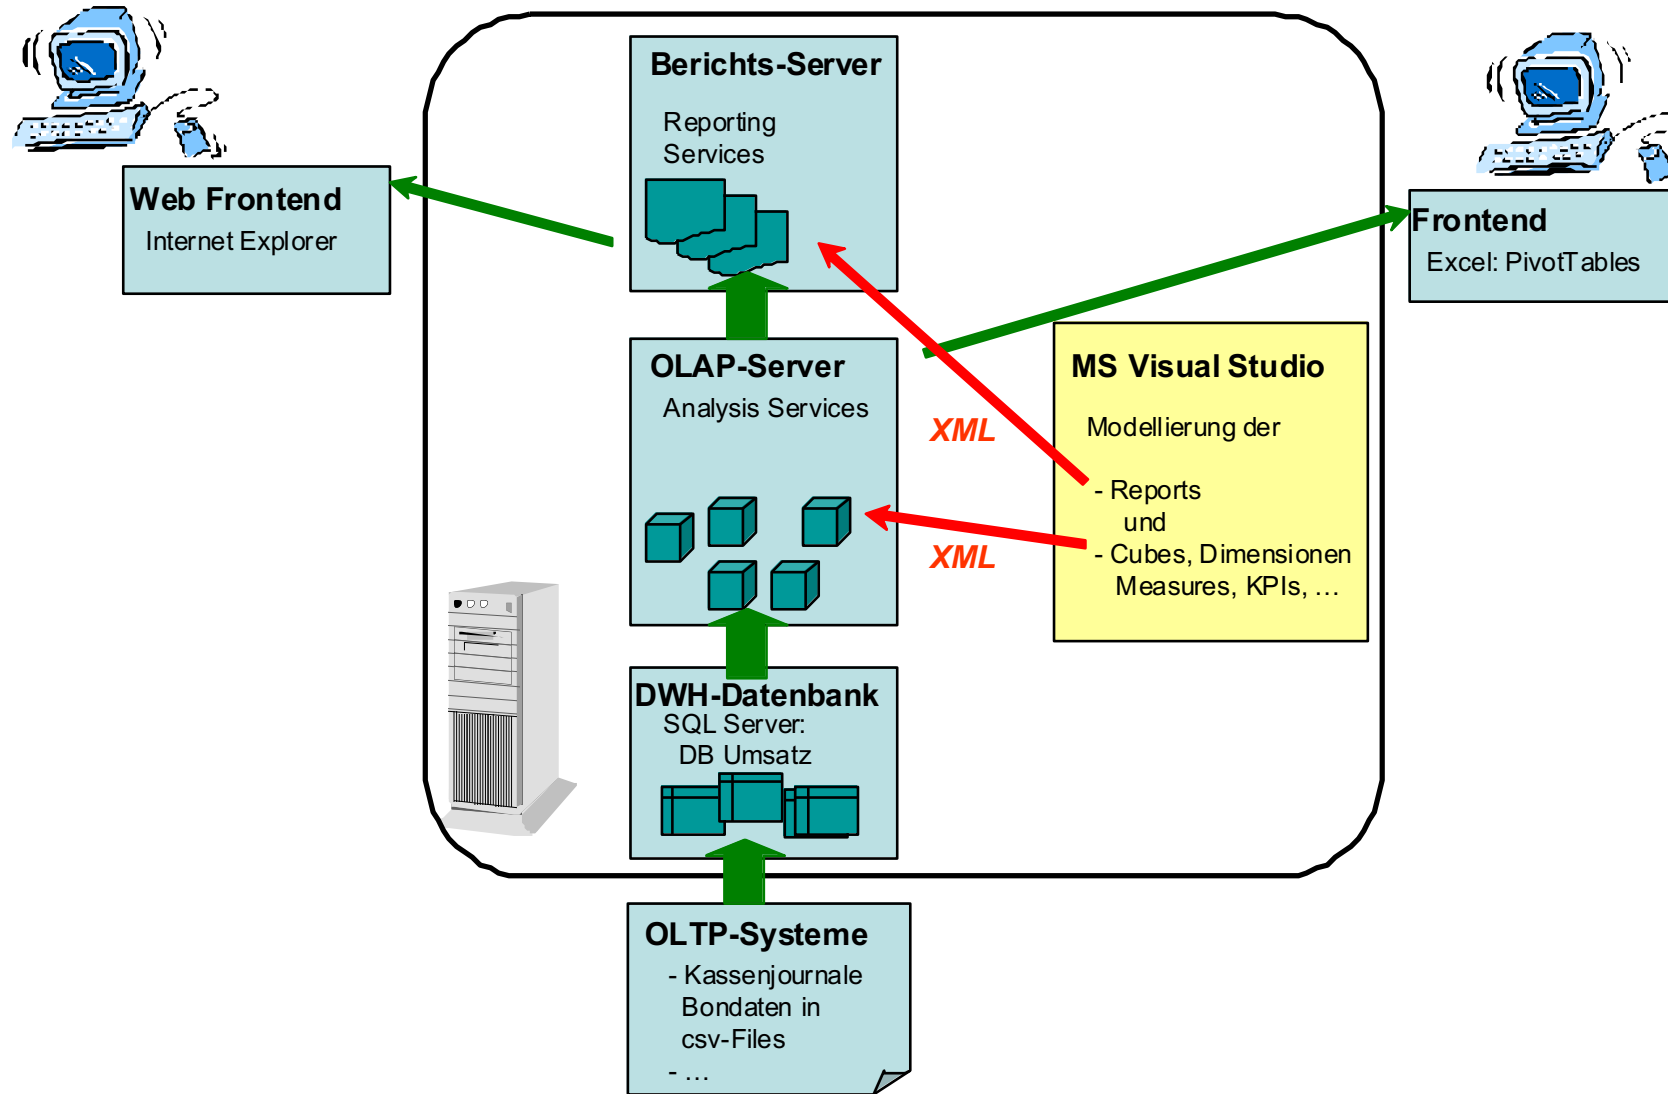 Berichts-Server
Reporting
Services
Web Frontend
Internet Explorer
Frontend
Excel: PivotTables
OLAP-Server
Analysis Services
MS Visual Studio
Modellierung der
- Reports
und
- Cubes, Dimensionen
Measures, KPIs, …
XML
XML
DWH-Datenbank
SQL Server:
DB Umsatz
OLTP-Systeme
- Kassenjournale
Bondaten in
csv-Files
- …